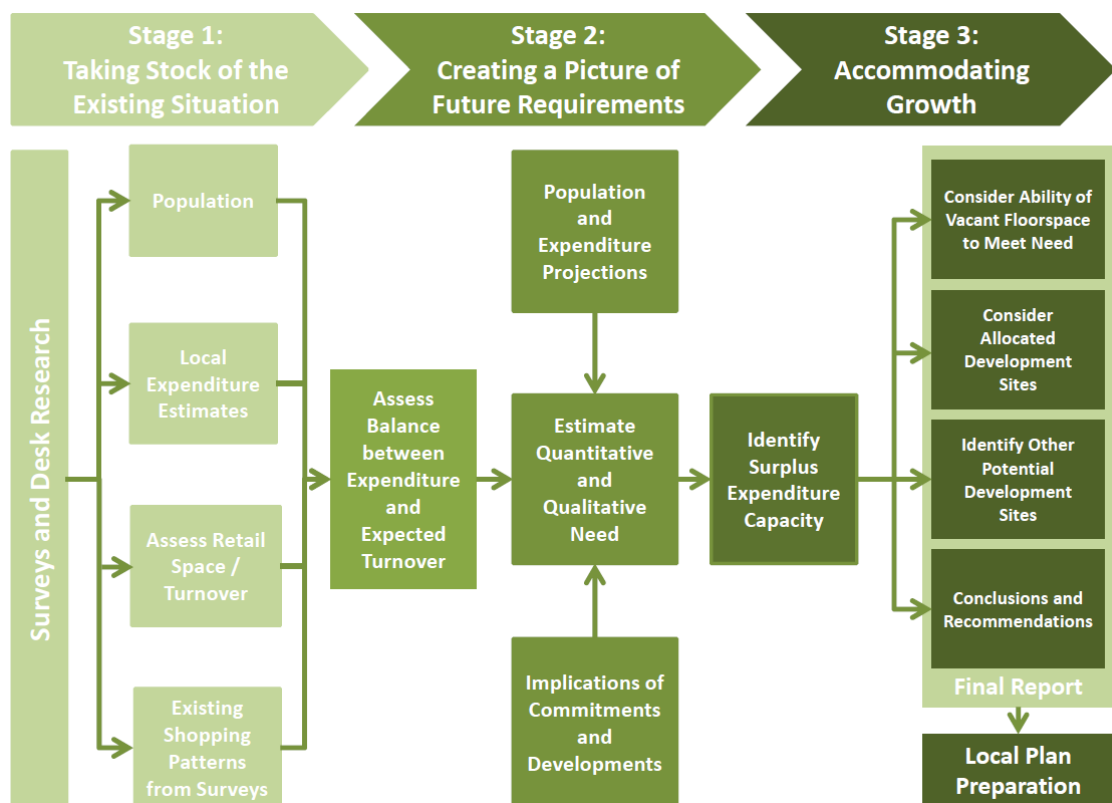 Stage 1:
Taking Stock of the
Existing Situation
Stage 2:
Creating a Picture of
Future Requirements
Stage 3:
Accommodating
Growth
Surveys and Desk Research
Population
Local
Expenditure
Estimates
Assess Retail
Space /
Turnover
Existing
Shopping
Patterns
from Surveys
Assess
Balance
between
Expenditure
and
Expected
Turnover
Population
and
Expenditure
Projections
Estimate
Quantitative
and
Qualitative
Need
Implications of
Commitments
and
Developments
Identify
Surplus
Expenditure
Capacity
Consider Ability of
Vacant Floorspace
to Meet Need
Consider
Allocated
Development
Sites
Identify Other
Potential
Development
Sites
Conclusions and
Recommendations
Final Report
Local Plan
Preparation